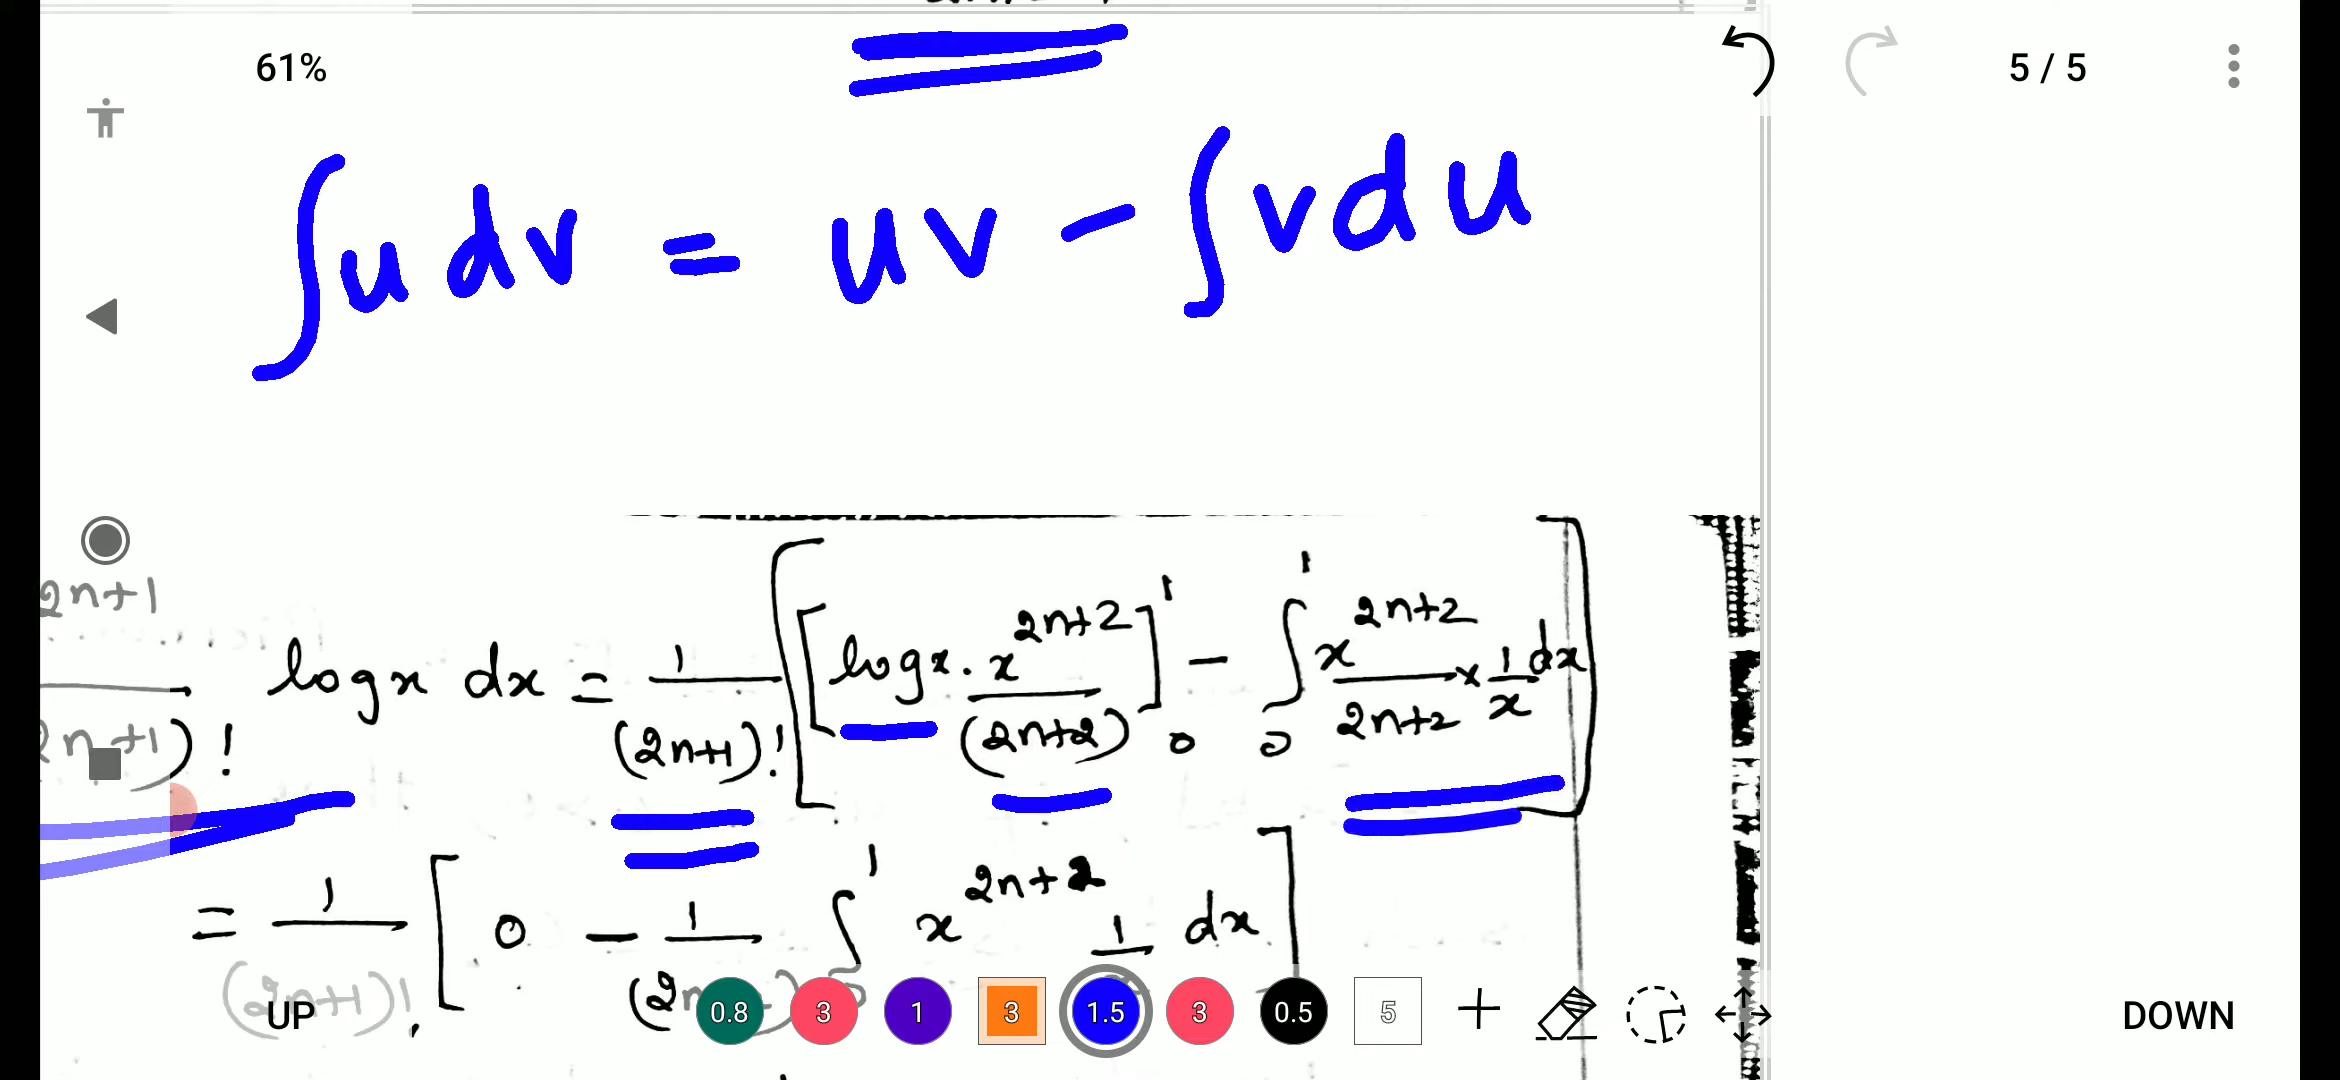 61%
5 / 5
∫u dv = uv - ∫v du
2n+1
(2n+1)! log x dx = 1/(2n+1)! [[log x . x^{2n+2}/(2n+2)]_0^1 - ∫_0^1 x^{2n+2}/2n+2 × 1/x dx]
= 1/(2n+1)! [0 - 1/(2n ∫_0^1 x^{2n+2} 1/ dx]
UP
0.8 3 1 3 1.5 3 0.5 5
DOWN